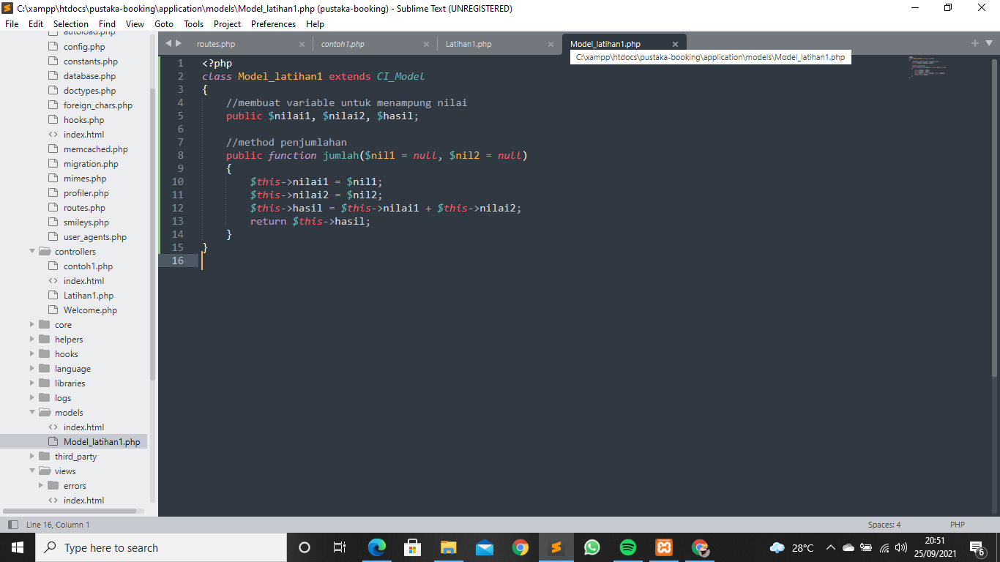 C:\xampp\htdocs\pustaka-booking\application\models\Model_latihan1.php (pustaka-booking) - Sublime Text (UNREGISTERED)
File Edit Selection Find View Goto Tools Project Preferences Help
autoload.php
config.php
constants.php
database.php
doctypes.php
foreign_chars.php
hooks.php
index.html
memcached.php
migration.php
mimes.php
profiler.php
routes.php
smileys.php
user_agents.php
controllers
contoh1.php
index.html
Latihan1.php
Welcome.php
core
helpers
hooks
language
libraries
logs
models
index.html
Model_latihan1.php
third_party
views
errors
index.html
routes.php contoh1.php Latihan1.php Model_latihan1.php
C:\xampp\htdocs\pustaka-booking\application\models\Model_latihan1.php
1 <?php
2 class Model_latihan1 extends CI_Model
3 {
4 //membuat variable untuk menampung nilai
5 public $nilai1, $nilai2, $hasil;
6
7 //method penjumlahan
8 public function jumlah($nil1 = null, $nil2 = null)
9 {
10 $this->nilai1 = $nil1;
11 $this->nilai2 = $nil2;
12 $this->hasil = $this->nilai1 + $this->nilai2;
13 return $this->hasil;
14 }
15 }
16
Line 16, Column 1 Spaces: 4 PHP
Type here to search
28°C
20:51
25/09/2021
6